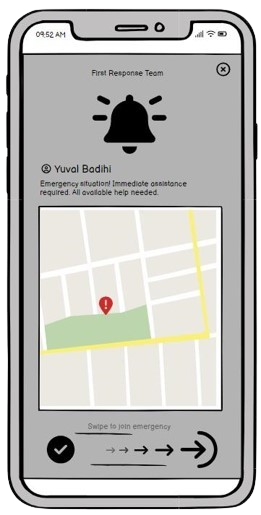 09:52 AM
First Response Team
Yuval Badihi
Emergency situation! Immediate assistance
required. All available help needed.
Swipe to join emergency